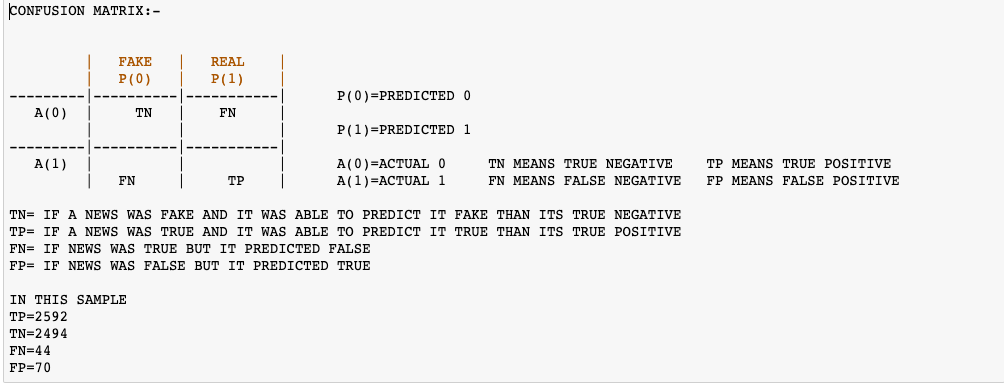 CONFUSION MATRIX:-
| FAKE | REAL |
| P(0) | P(1) |
---------|----------|-----------| P(0)=PREDICTED 0
A(0) | TN | FN |
| | | P(1)=PREDICTED 1
---------|----------|-----------|
A(1) | | | A(0)=ACTUAL 0 TN MEANS TRUE NEGATIVE TP MEANS TRUE POSITIVE
| FN | TP | A(1)=ACTUAL 1 FN MEANS FALSE NEGATIVE FP MEANS FALSE POSITIVE
TN= IF A NEWS WAS FAKE AND IT WAS ABLE TO PREDICT IT FAKE THAN ITS TRUE NEGATIVE
TP= IF A NEWS WAS TRUE AND IT WAS ABLE TO PREDICT IT TRUE THAN ITS TRUE POSITIVE
FN= IF NEWS WAS TRUE BUT IT PREDICTED FALSE
FP= IF NEWS WAS FALSE BUT IT PREDICTED TRUE
IN THIS SAMPLE
TP=2592
TN=2494
FN=44
FP=70